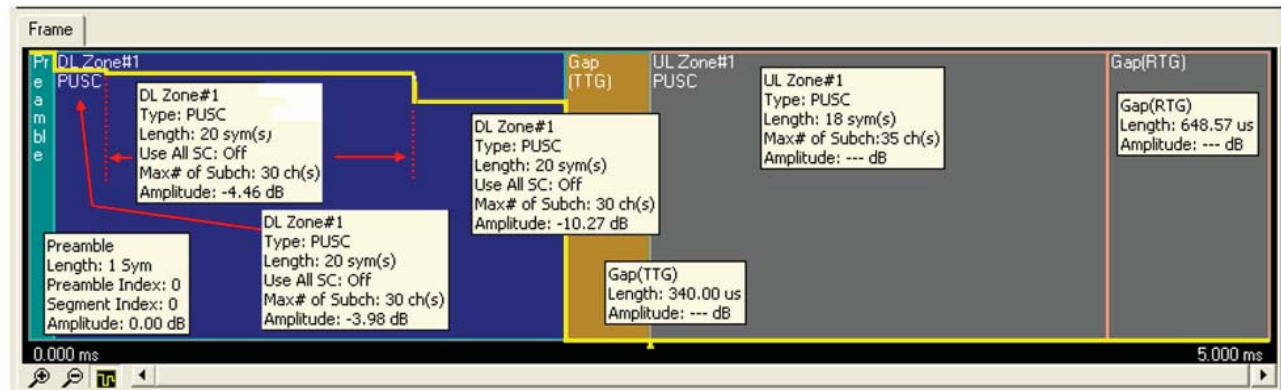 Frame
Preamble
DL Zone#1
PUSC
Gap
(TTG)
UL Zone#1
PUSC
Gap(RTG)
DL Zone#1
Type: PUSC
Length: 20 sym(s)
Use All SC: Off
Max# of Subch: 30 ch(s)
Amplitude: -4.46 dB
DL Zone#1
Type: PUSC
Length: 20 sym(s)
Use All SC: Off
Max# of Subch: 30 ch(s)
Amplitude: -10.27 dB
UL Zone#1
Type: PUSC
Length: 18 sym(s)
Max# of Subch:35 ch(s)
Amplitude: --- dB
Gap(RTG)
Length: 648.57 us
Amplitude: --- dB
Preamble
Length: 1 Sym
Preamble Index: 0
Segment Index: 0
Amplitude: 0.00 dB
DL Zone#1
Type: PUSC
Length: 20 sym(s)
Use All SC: Off
Max# of Subch: 30 ch(s)
Amplitude: -3.98 dB
Gap(TTG)
Length: 340.00 us
Amplitude: --- dB
0.000 ms
5.000 ms